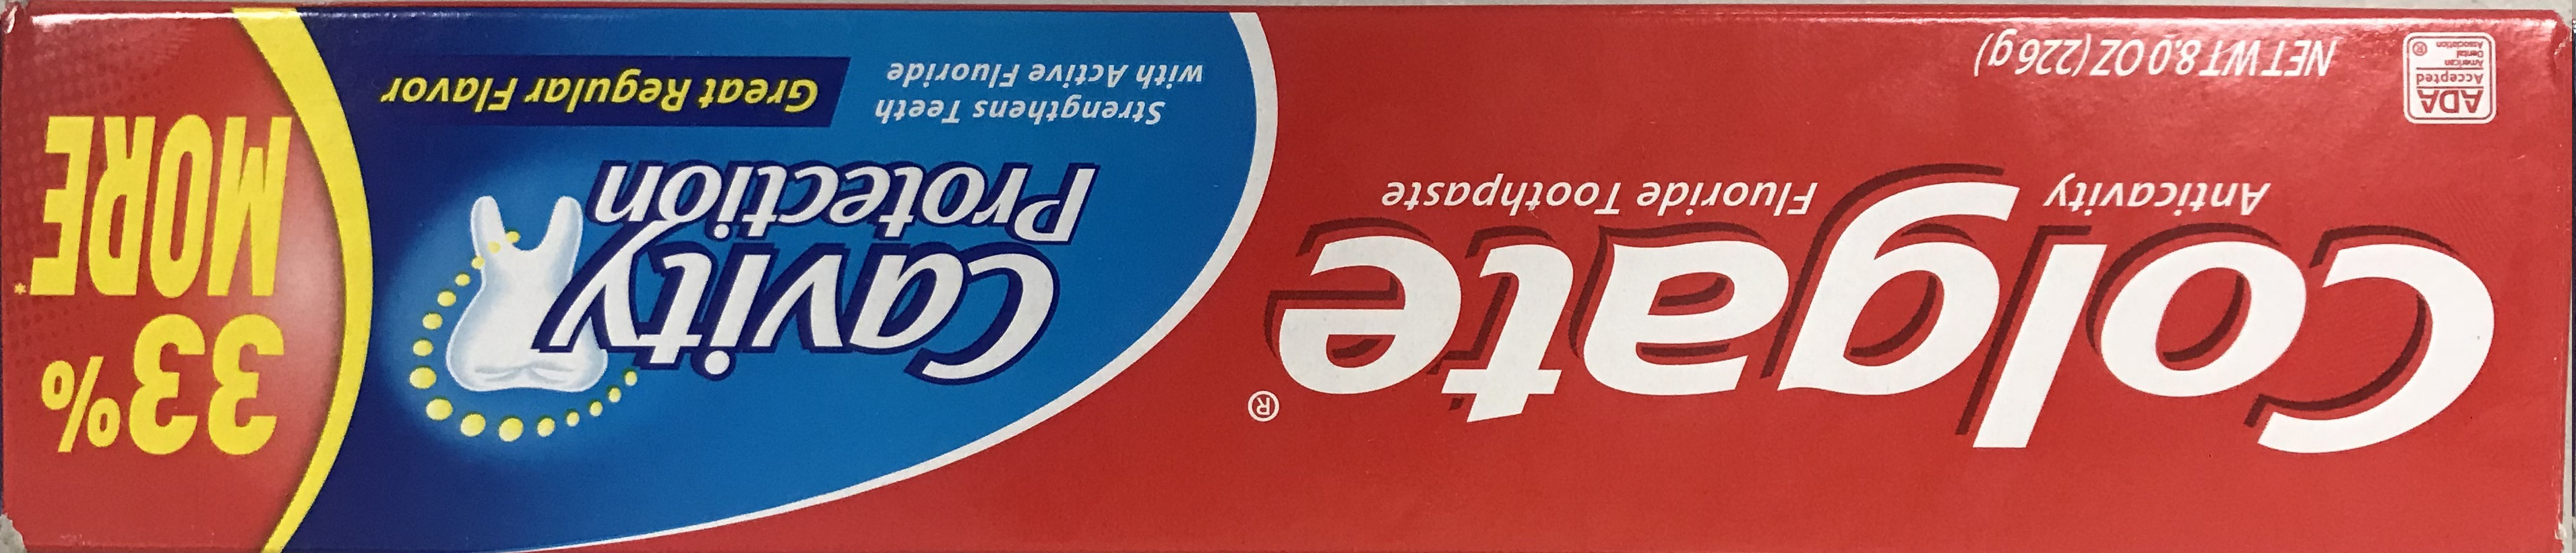 Colgate®
Anticavity Fluoride Toothpaste
ADA
Accepted
American
Dental
Association
®
NET WT 8.0 OZ (226 g)
Cavity
Protection
Strengthens Teeth
with Active Fluoride
Great Regular Flavor
33%
MORE*